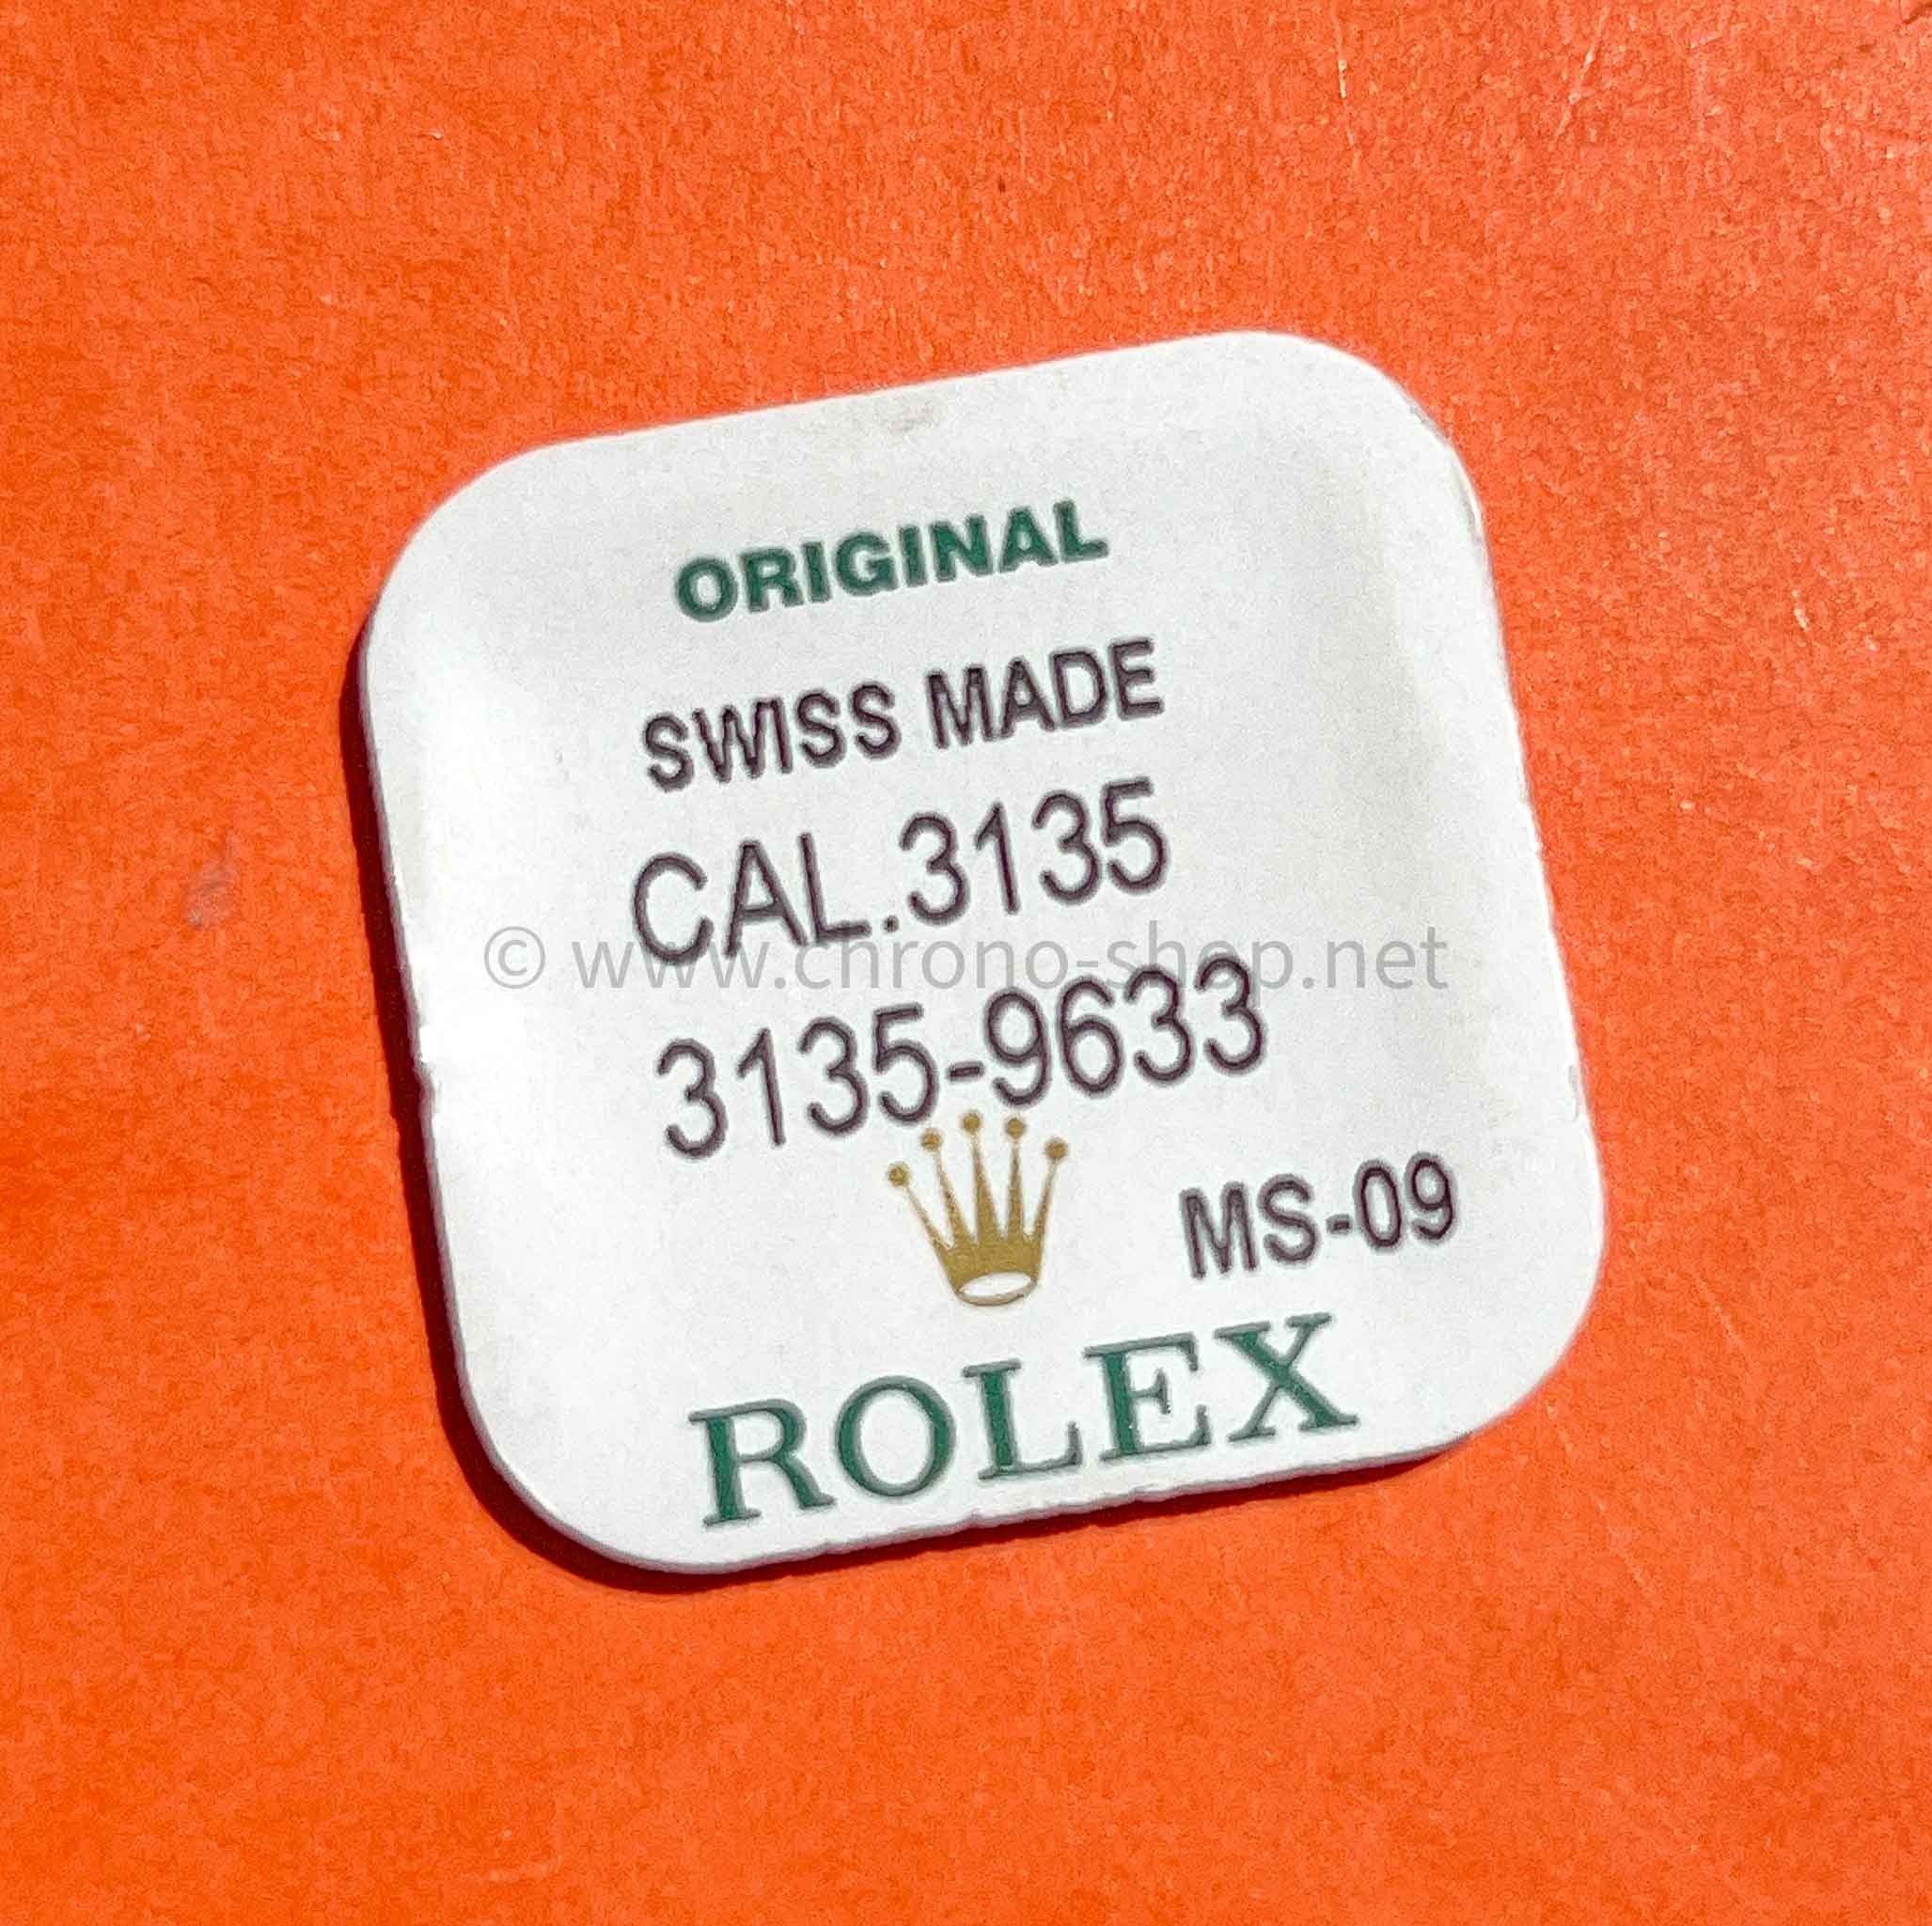 ORIGINAL
SWISS MADE
CAL.3135
© www.chrono-shop.net
3135-9633
MS-09
ROLEX